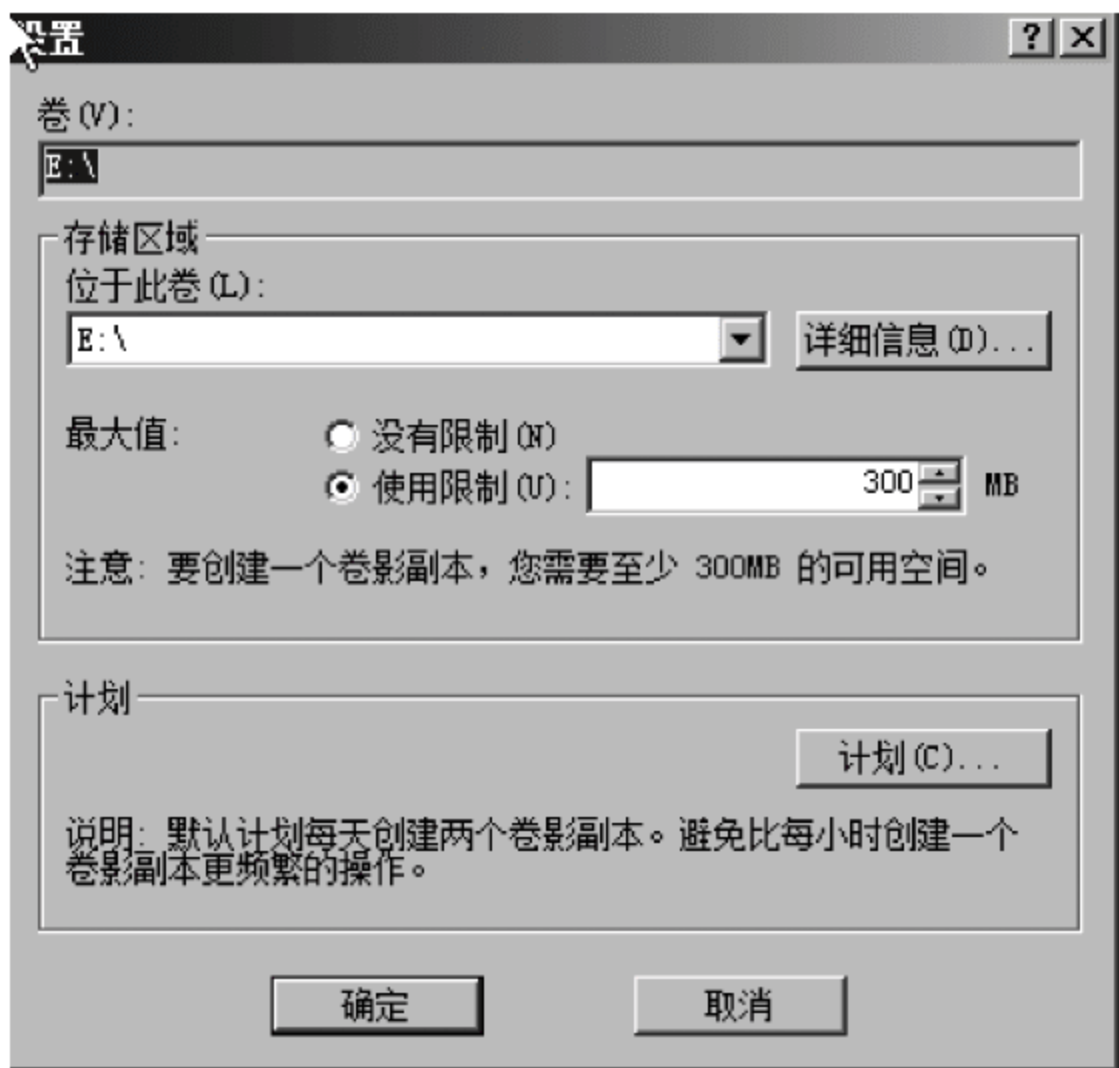 设置
卷(V):
E:\
存储区域
位于此卷(L):
E:\
详细信息(D)...
最大值:
没有限制(N)
使用限制(U):
300
MB
注意: 要创建一个卷影副本，您需要至少 300MB 的可用空间。
计划
计划(C)...
说明: 默认计划每天创建两个卷影副本。避免比每小时创建一个
卷影副本更频繁的操作。
确定
取消